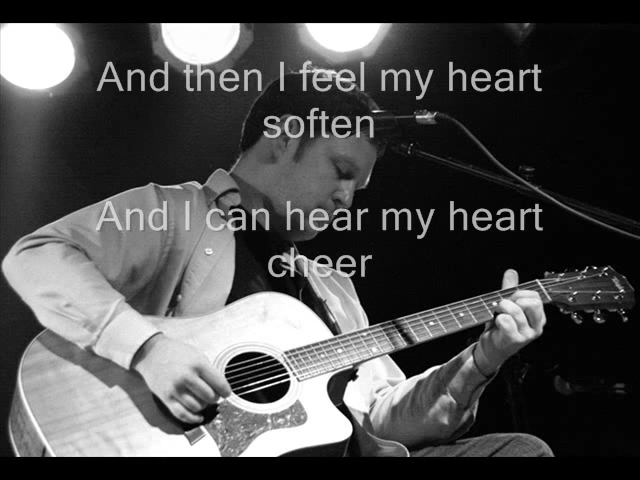 And then I feel my heart
soften
And I can hear my heart
cheer